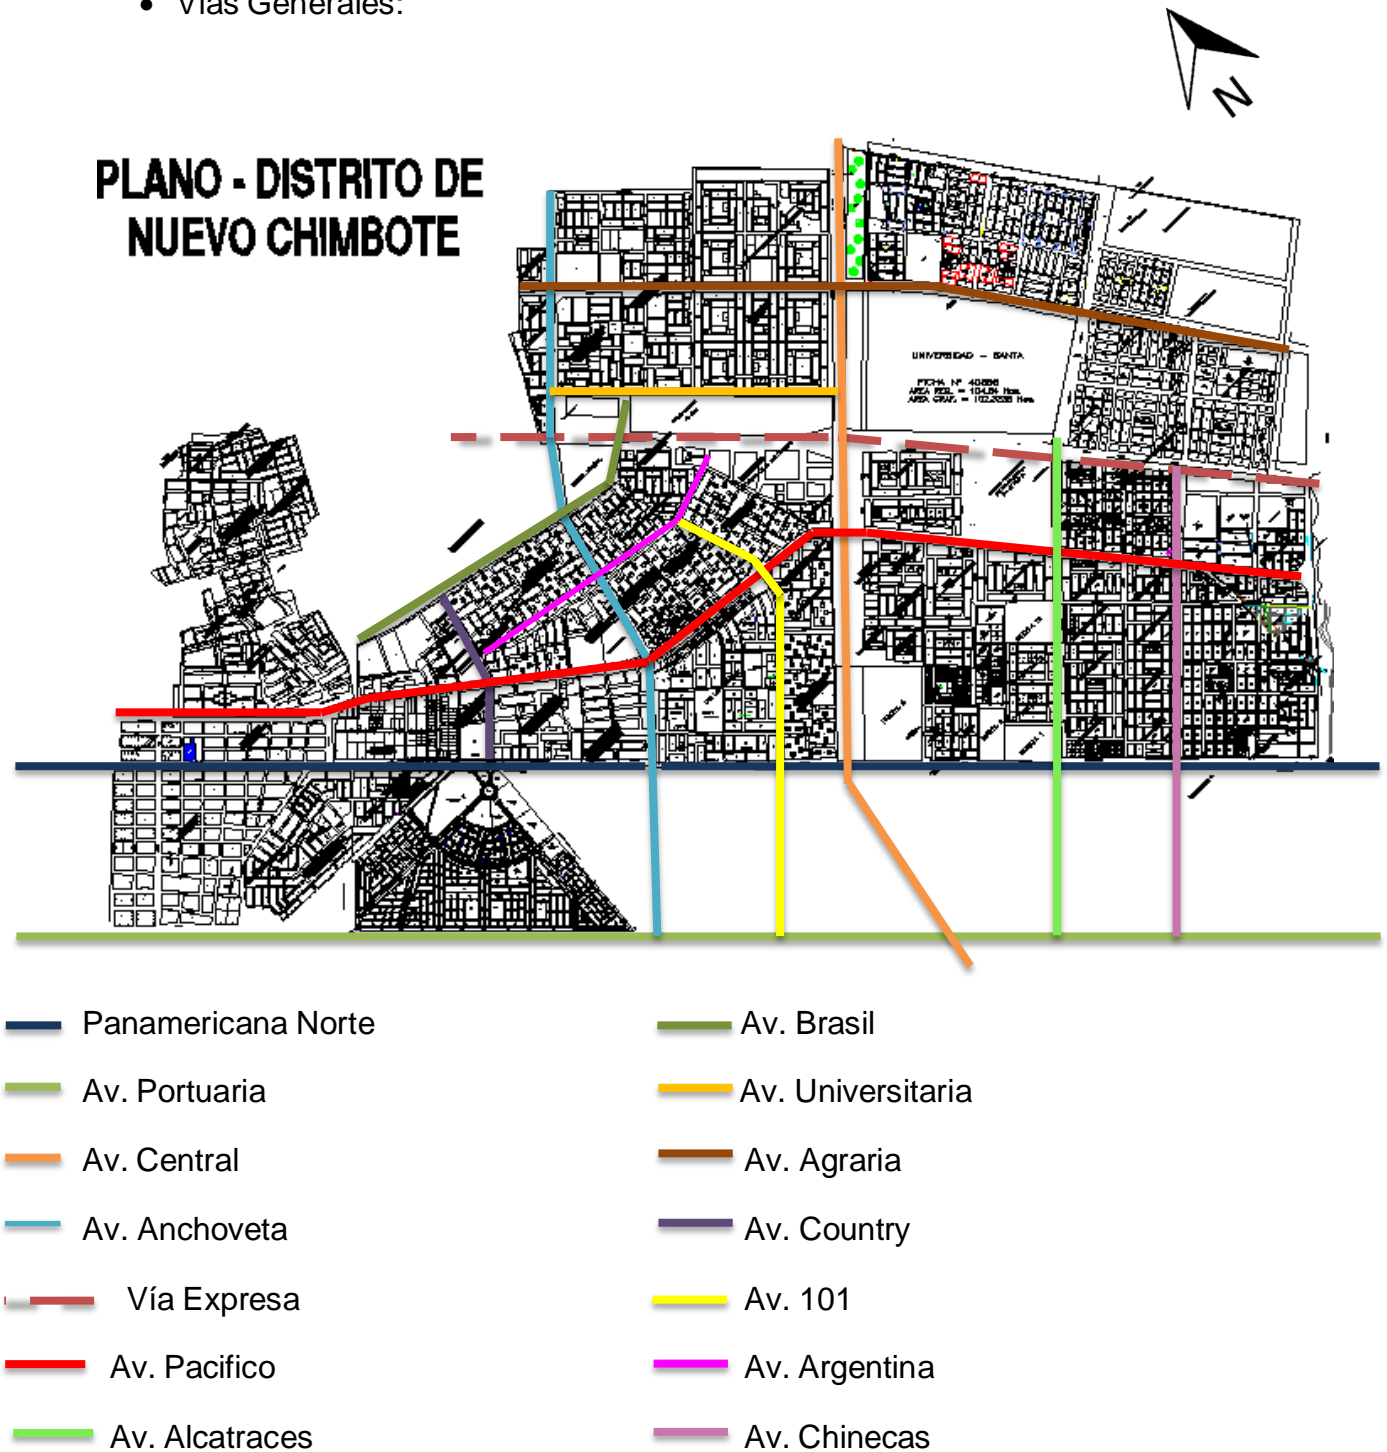 • Vías Generales:
N
PLANO - DISTRITO DE
NUEVO CHIMBOTE
UNIVERSIDAD - SANTA
Panamericana Norte
Av. Portuaria
Av. Central
Av. Anchoveta
Vía Expresa
Av. Pacifico
Av. Alcatraces
Av. Brasil
Av. Universitaria
Av. Agraria
Av. Country
Av. 101
Av. Argentina
Av. Chinecas